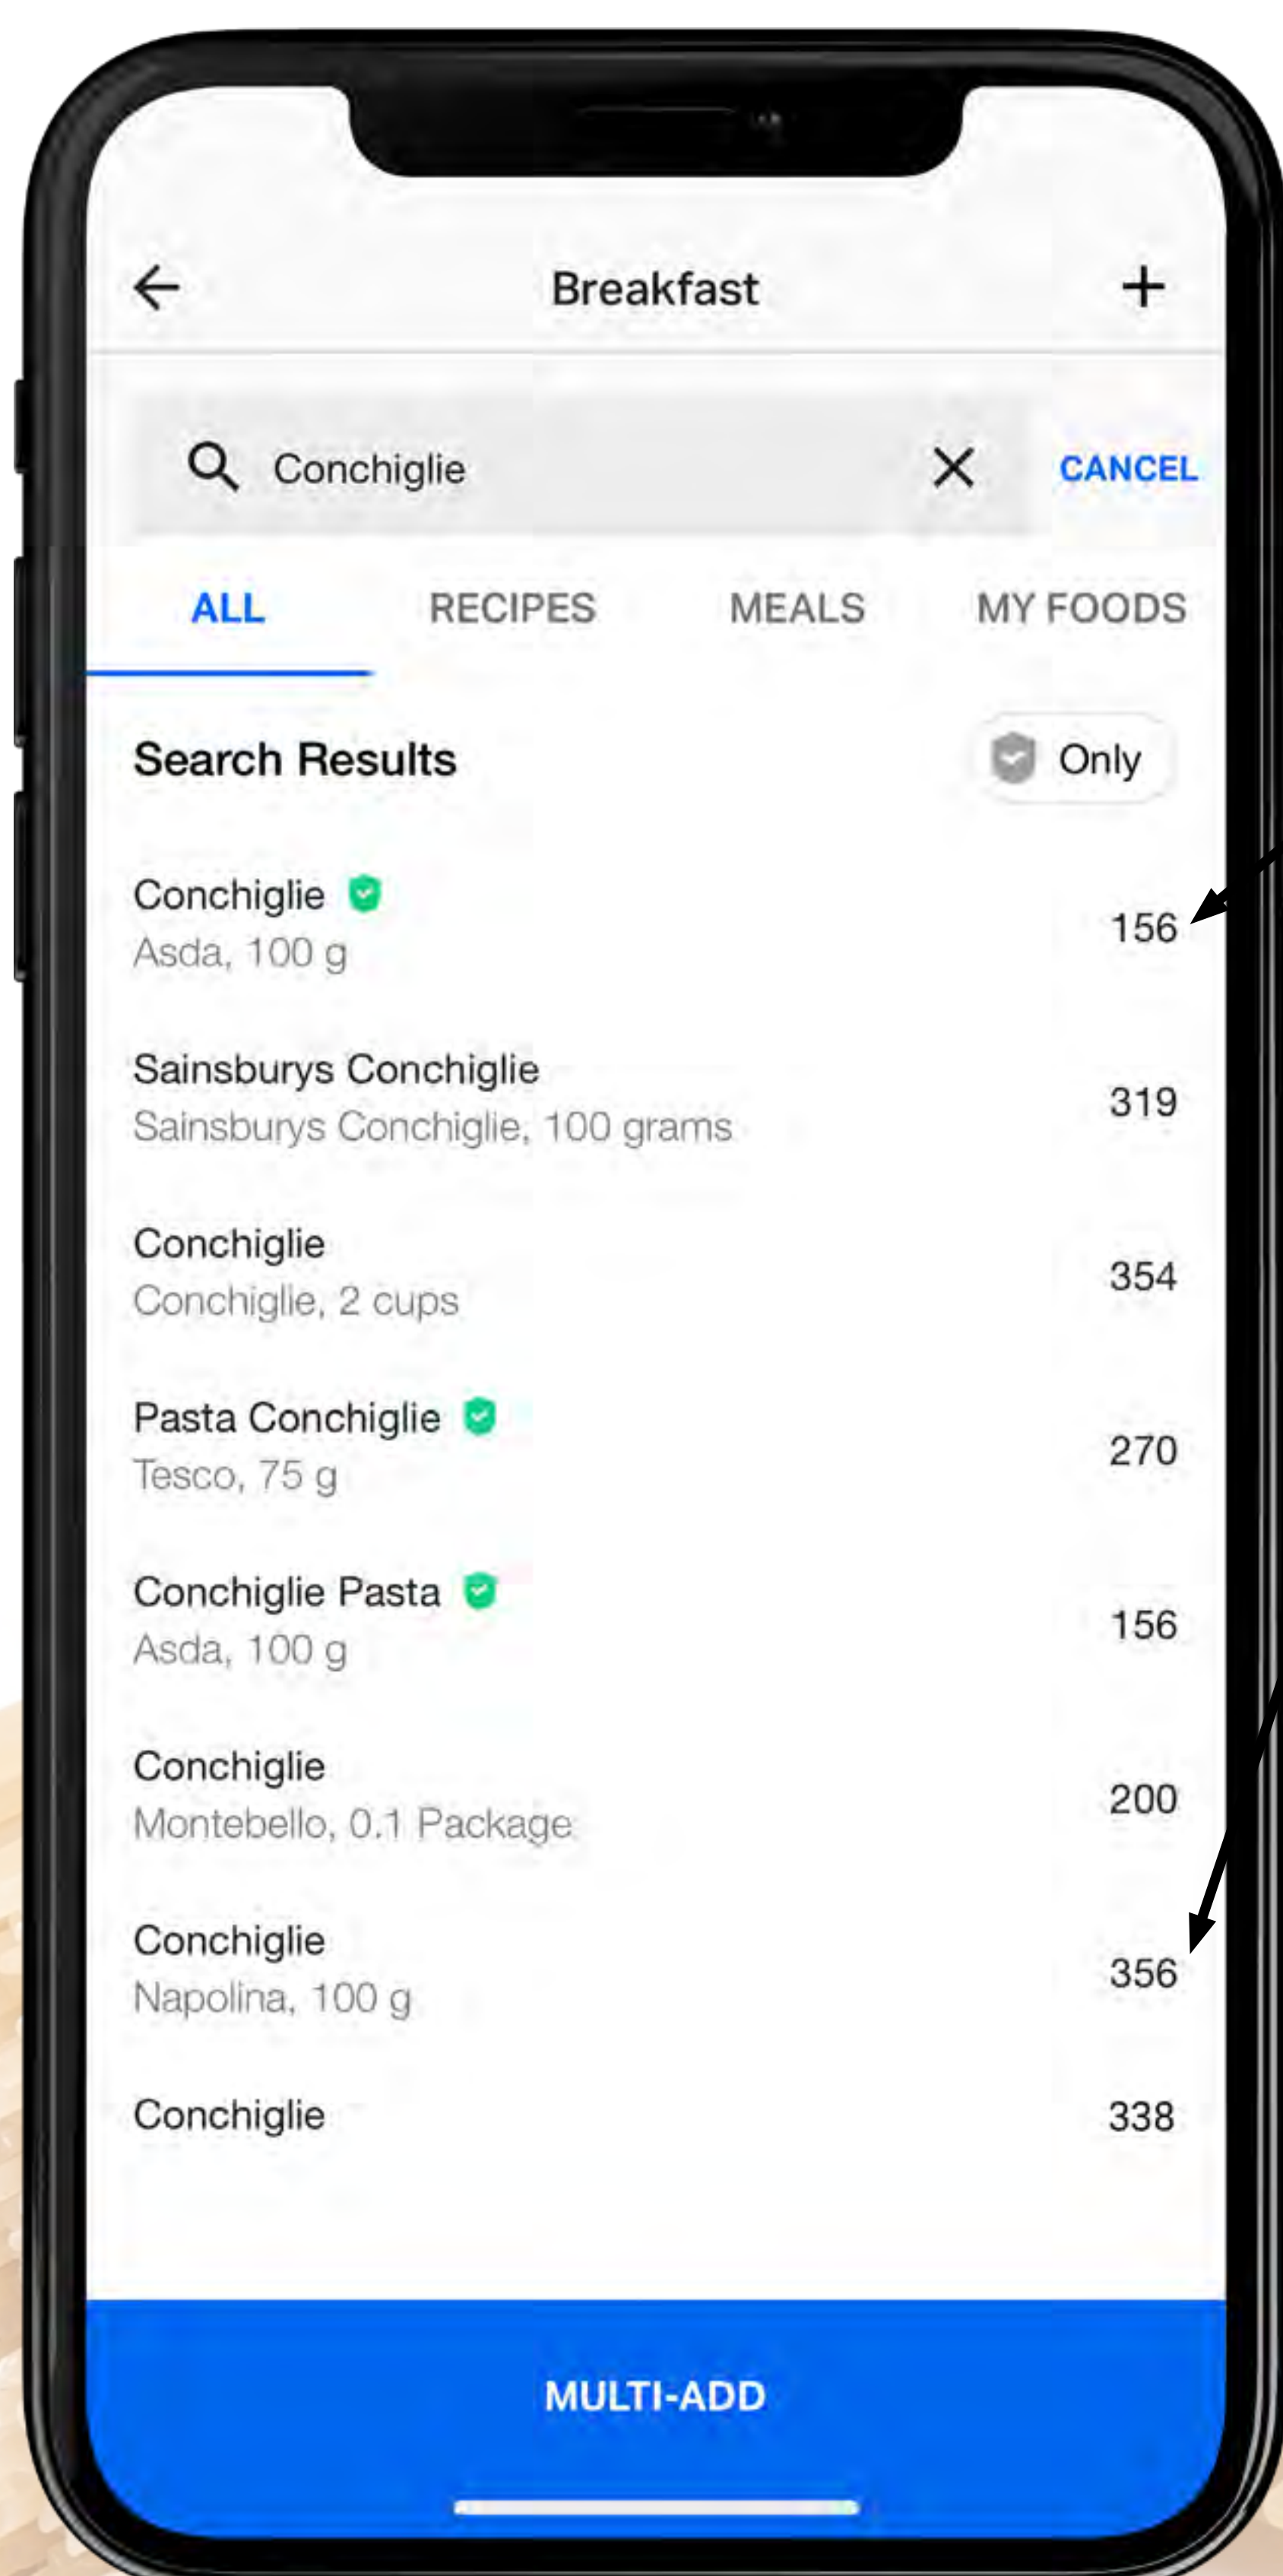 Breakfast
Conchiglie
CANCEL
ALL RECIPES MEALS MY FOODS
Search Results Only
Conchiglie
Asda, 100 g
156
Sainsburys Conchiglie
Sainsburys Conchiglie, 100 grams
319
Conchiglie
Conchiglie, 2 cups
354
Pasta Conchiglie
Tesco, 75 g
270
Conchiglie Pasta
Asda, 100 g
156
Conchiglie
Montebello, 0.1 Package
200
Conchiglie
Napolina, 100 g
356
Conchiglie 338
MULTI-ADD